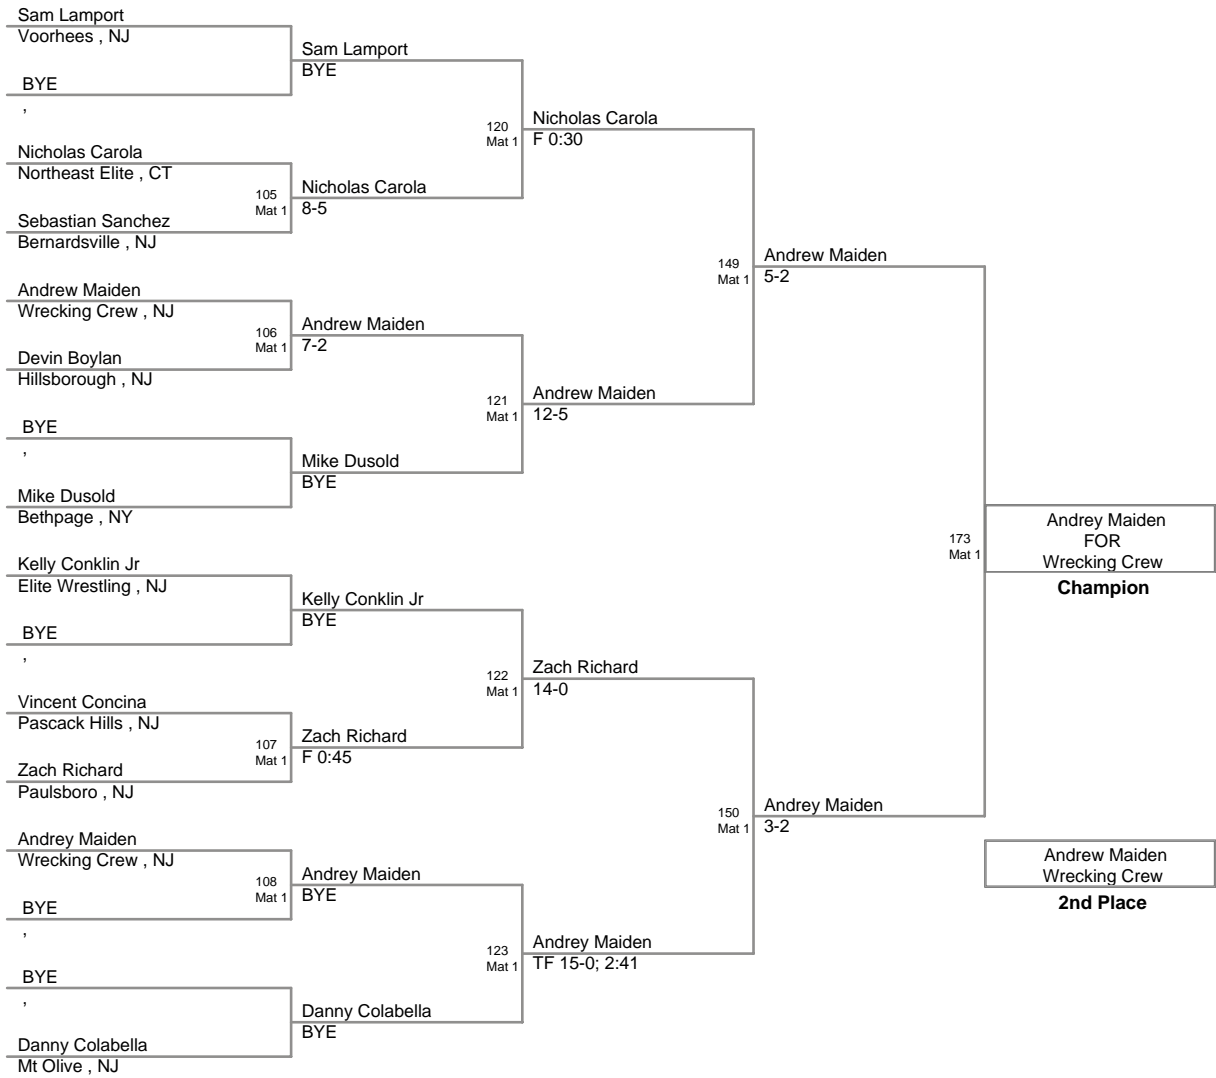 Sam Lamport
Voorhees , NJ
BYE
,
Nicholas Carola
Northeast Elite , CT
Sebastian Sanchez
Bernardsville , NJ
Andrew Maiden
Wrecking Crew , NJ
Devin Boylan
Hillsborough , NJ
BYE
,
Mike Dusold
Bethpage , NY
Kelly Conklin Jr
Elite Wrestling , NJ
BYE
,
Vincent Concina
Pascack Hills , NJ
Zach Richard
Paulsboro , NJ
Andrey Maiden
Wrecking Crew , NJ
BYE
,
BYE
,
Danny Colabella
Mt Olive , NJ
105
Mat 1
106
Mat 1
107
Mat 1
108
Mat 1
Sam Lamport
BYE
Nicholas Carola
8-5
Andrew Maiden
7-2
Mike Dusold
BYE
Kelly Conklin Jr
BYE
Zach Richard
F 0:45
Andrey Maiden
BYE
Danny Colabella
BYE
120
Mat 1
121
Mat 1
122
Mat 1
123
Mat 1
Nicholas Carola
F 0:30
Andrew Maiden
12-5
Zach Richard
14-0
Andrey Maiden
TF 15-0; 2:41
149
Mat 1
150
Mat 1
Andrew Maiden
5-2
Andrey Maiden
3-2
173
Mat 1
Andrey Maiden
FOR
Wrecking Crew
Champion
Andrew Maiden
Wrecking Crew
2nd Place